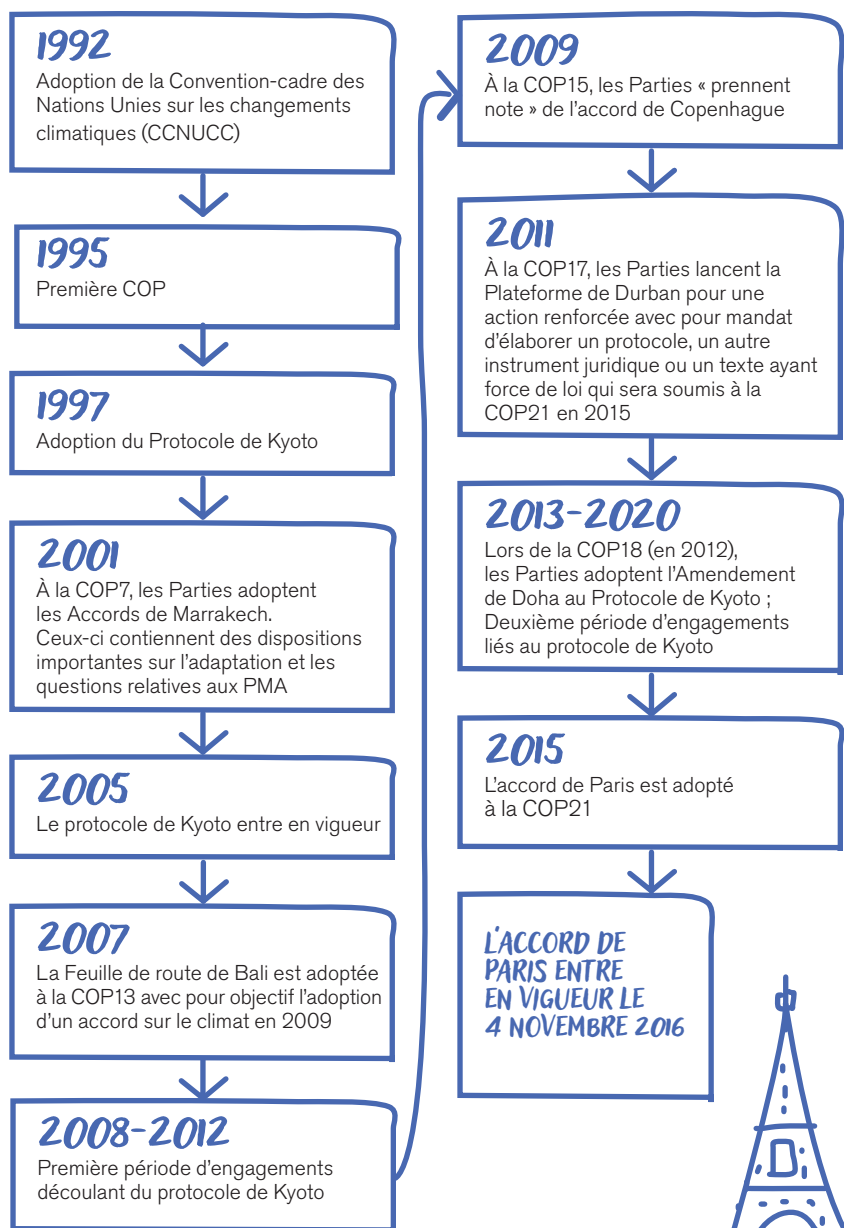 1992
Adoption de la Convention-cadre des
Nations Unies sur les changements
climatiques (CCNUCC)
1995
Première COP
1997
Adoption du Protocole de Kyoto
2001
À la COP7, les Parties adoptent
les Accords de Marrakech.
Ceux-ci contiennent des dispositions
importantes sur l’adaptation et les
questions relatives aux PMA
2005
Le protocole de Kyoto entre en vigueur
2007
La Feuille de route de Bali est adoptée
à la COP13 avec pour objectif l’adoption
d’un accord sur le climat en 2009
2008-2012
Première période d’engagements
découlant du protocole de Kyoto
2009
À la COP15, les Parties « prennent
note » de l’accord de Copenhague
2011
À la COP17, les Parties lancent la
Plateforme de Durban pour une
action renforcée avec pour mandat
d’élaborer un protocole, un autre
instrument juridique ou un texte ayant
force de loi qui sera soumis à la
COP21 en 2015
2013-2020
Lors de la COP18 (en 2012),
les Parties adoptent l’Amendement
de Doha au Protocole de Kyoto ;
Deuxième période d’engagements
liés au protocole de Kyoto
2015
L’accord de Paris est adopté
à la COP21
L’ACCORD DE
PARIS ENTRE
EN VIGUEUR LE
4 NOVEMBRE 2016